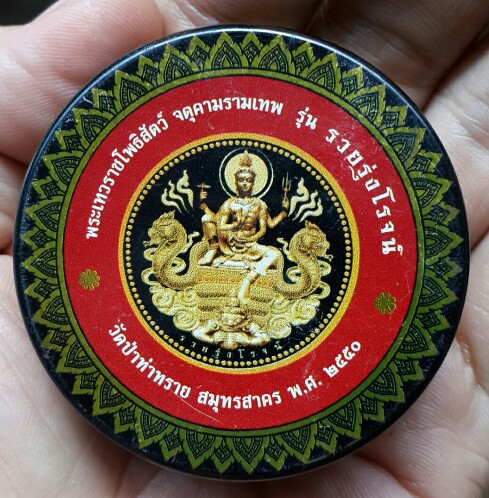 พระเทวราชโพธิสัตว์ จตุคามรามเทพ รุ่น รวยรุ่งโรจน์
รวยรุ่งโรจน์
วัดป่าท่าทราย สมุทรสาคร พ.ศ. ๒๕๕๐